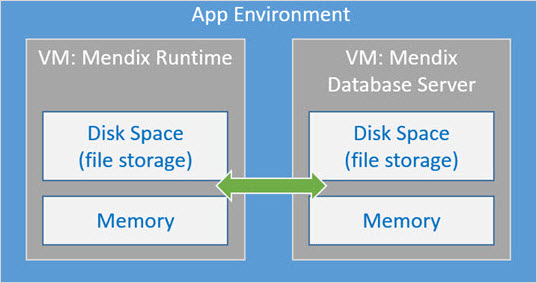 App Environment
VM: Mendix Runtime
Disk Space
(file storage)
Memory
VM: Mendix
Database Server
Disk Space
(file storage)
Memory